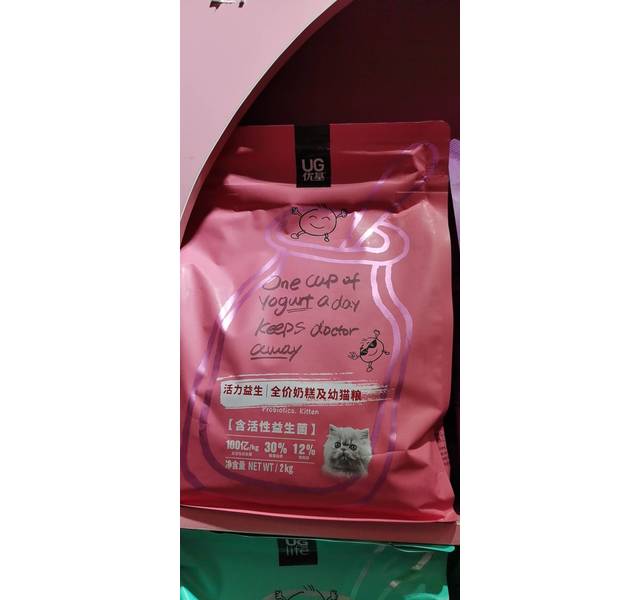 UG
优基
One cup of
yogurt a day
keeps doctor
away
活力益生 全价奶糕及幼猫粮
Probiotics. Kitten
【含活性益生菌】
100亿/kg 30% 12%
净含量 NET WT/2kg
UG
life